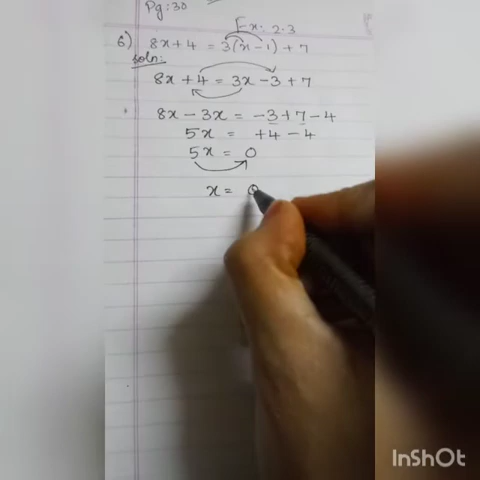 Pg:30
Ex: 2.3
6) 8x+4 = 3(x-1)+7
Soln:
8x+4 = 3x-3+7
8x-3x = -3+7-4
5x = +4-4
5x = 0
x = 0
InShOt